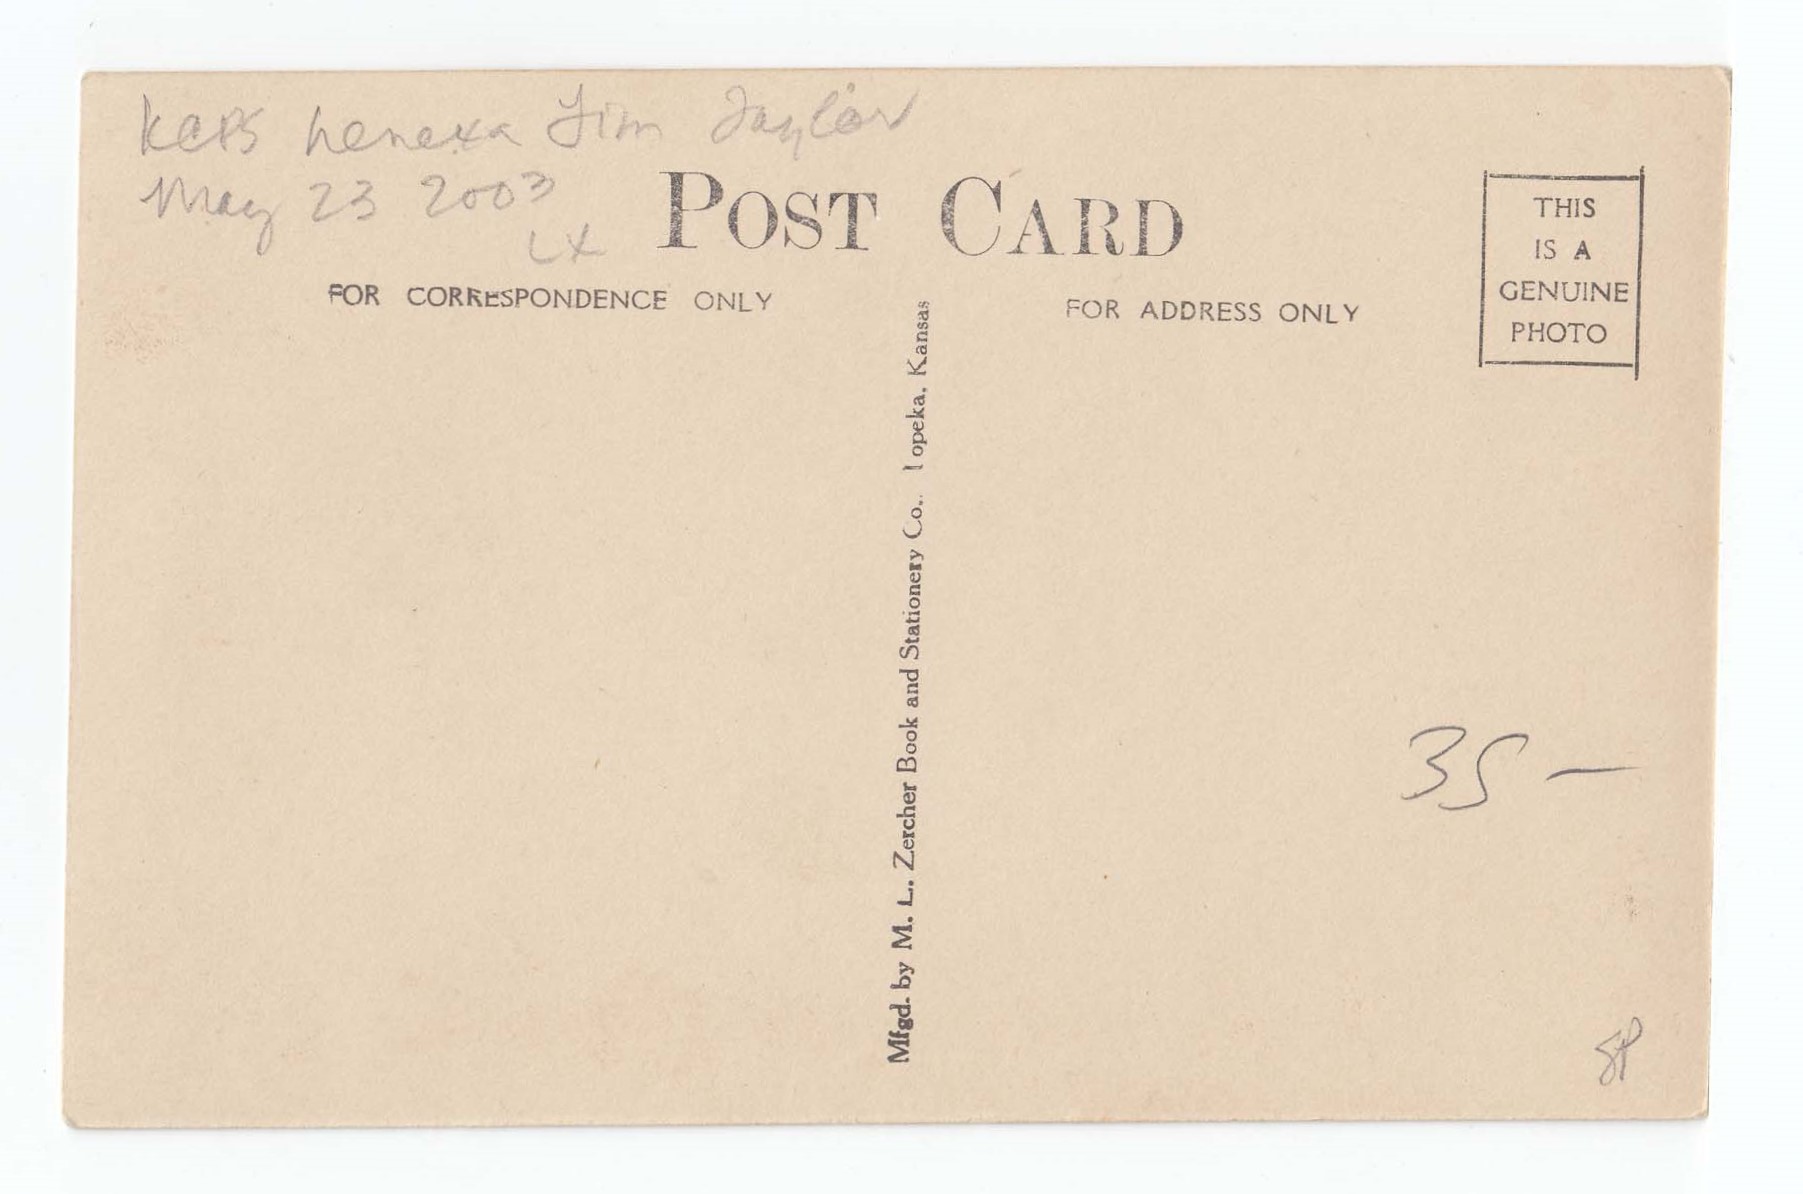 Lenexa Jim Taylor
May 23 2003
LX
POST CARD
FOR CORRESPONDENCE ONLY
FOR ADDRESS ONLY
THIS
IS A
GENUINE
PHOTO
Mfgd. by M. L. Zercher Book and Stationery Co., Topeka, Kansas
35 —